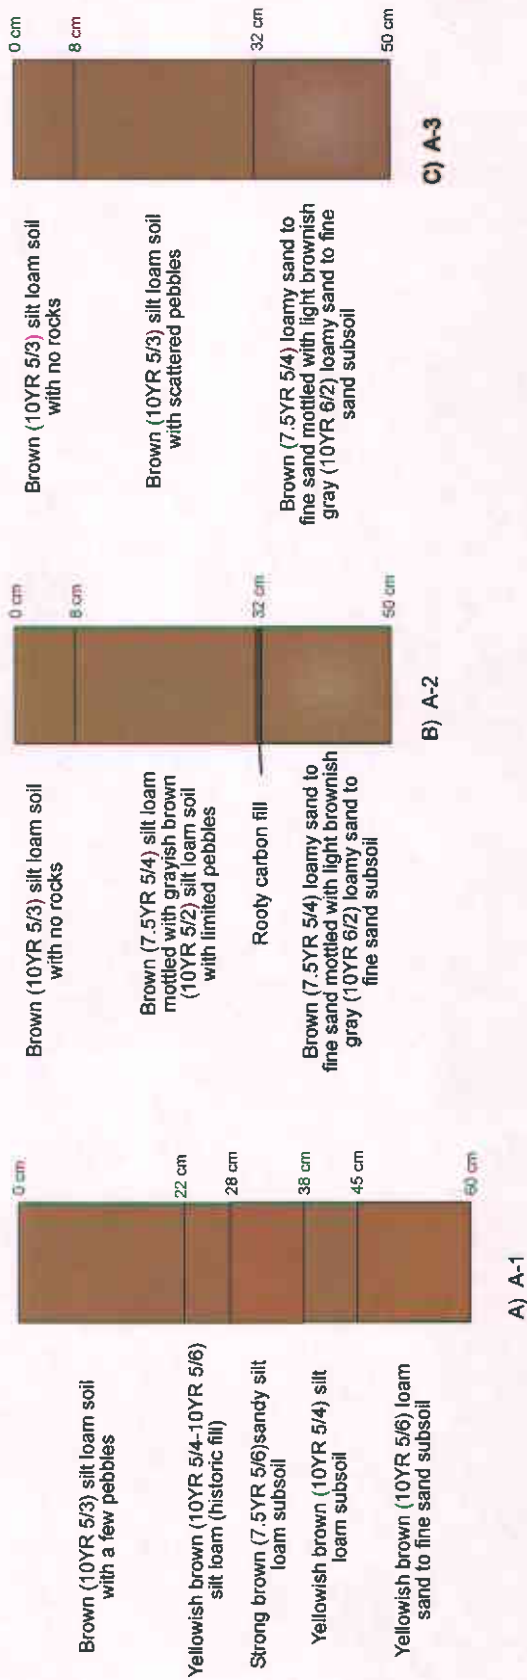 Brown (10YR 5/3) silt loam soil
with a few pebbles
Yellowish brown (10YR 5/4-10YR 5/6)
silt loam (historic fill)
Strong brown (7.5YR 5/6)sandy silt
loam subsoil
Yellowish brown (10YR 5/4) silt
loam subsoil
Yellowish brown (10YR 5/6) loam
sand to fine sand subsoil
0 cm
22 cm
28 cm
38 cm
45 cm
60 cm
A) A-1
Brown (10YR 5/3) silt loam soil
with no rocks
Brown (7.5YR 5/4) silt loam
mottled with grayish brown
(10YR 5/2) silt loam soil
with limited pebbles
Rooty carbon fill
Brown (7.5YR 5/4) loamy sand to
fine sand mottled with light brownish
gray (10YR 6/2) loamy sand to
fine sand subsoil
0 cm
8 cm
32 cm
50 cm
B) A-2
Brown (10YR 5/3) silt loam soil
with no rocks
Brown (10YR 5/3) silt loam soil
with scattered pebbles
Brown (7.5YR 5/4) loamy sand to
fine sand mottled with light brownish
gray (10YR 6/2) loamy sand to fine
sand subsoil
0 cm
8 cm
32 cm
50 cm
C) A-3